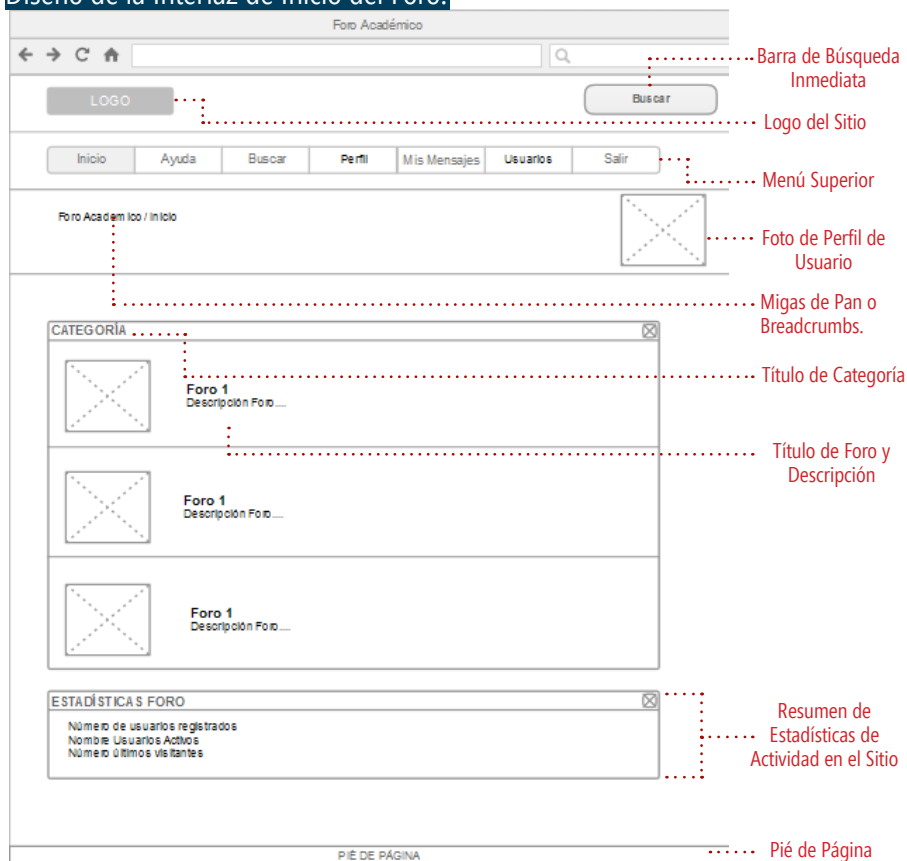 Diseño de la Interfaz de Inicio del Foro.
Foro Académico
Barra de Búsqueda
Inmediata
LOGO
Buscar
Logo del Sitio
Inicio Ayuda Buscar Perfil Mis Mensajes Usuarios Salir
Menú Superior
Foro Academico / Inicio
Foto de Perfil de
Usuario
Migas de Pan o
Breadcrumbs.
CATEGORÍA
Título de Categoría
Foro 1
Descripción Foro....
Título de Foro y
Descripción
Foro 1
Descripción Foro....
Foro 1
Descripción Foro....
ESTADÍSTICAS FORO
Número de usuarios registrados
Nombre Usuarios Activos
Número últimos visitantes
Resumen de
Estadísticas de
Actividad en el Sitio
PIÉ DE PÁGINA
Pié de Página